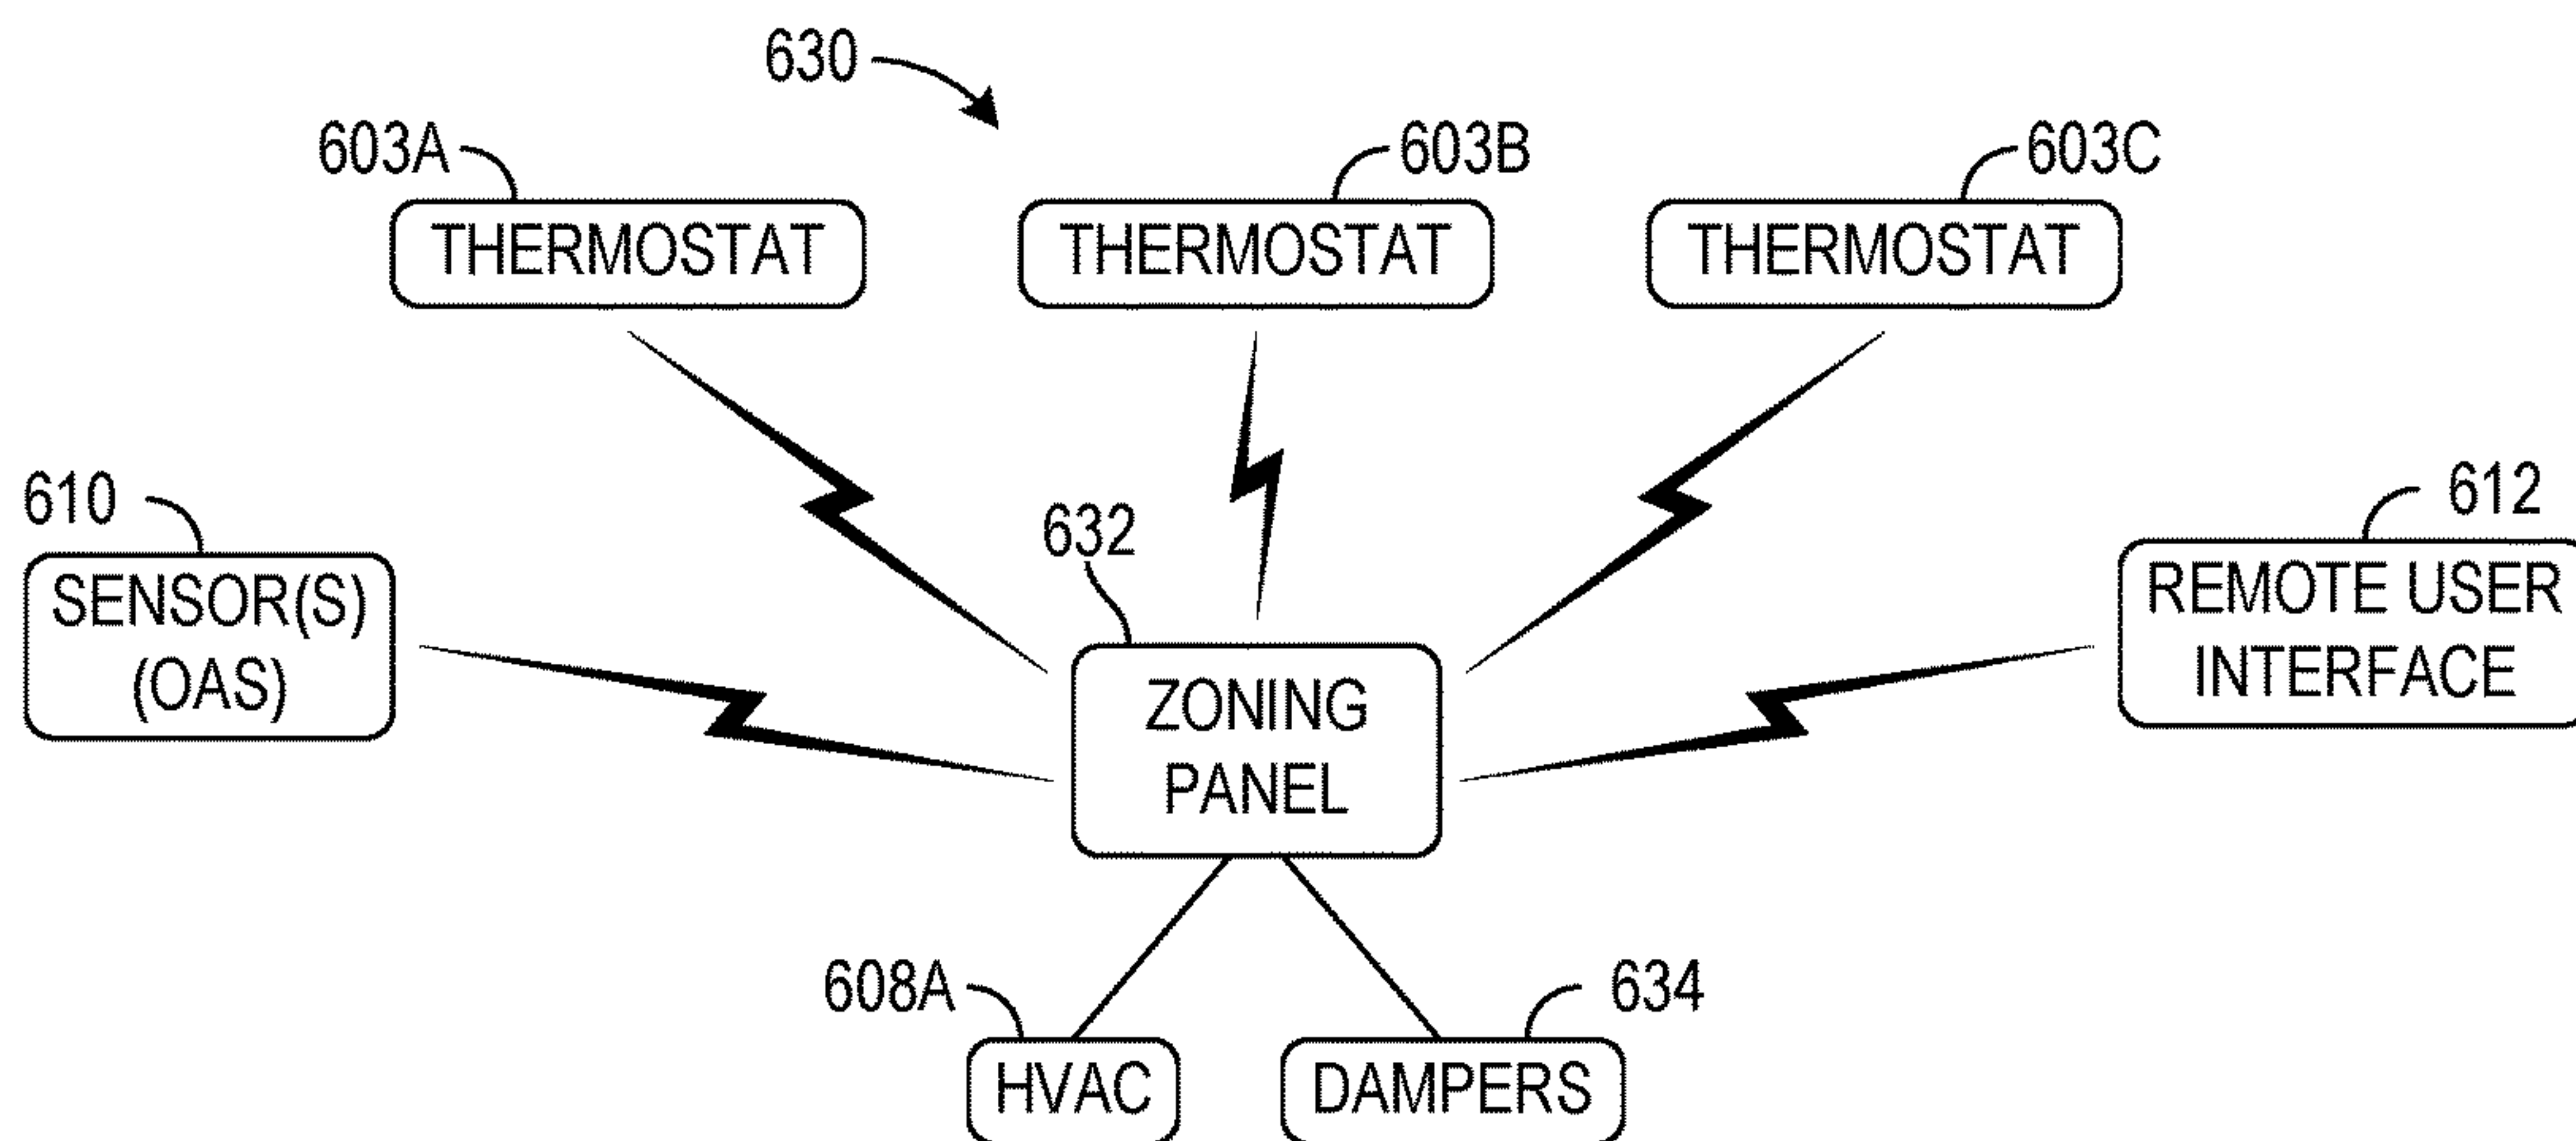 630
603A
603B
603C
THERMOSTAT
THERMOSTAT
THERMOSTAT
610
632
612
SENSOR(S)
(OAS)
REMOTE USER
INTERFACE
ZONING
PANEL
608A
634
HVAC
DAMPERS